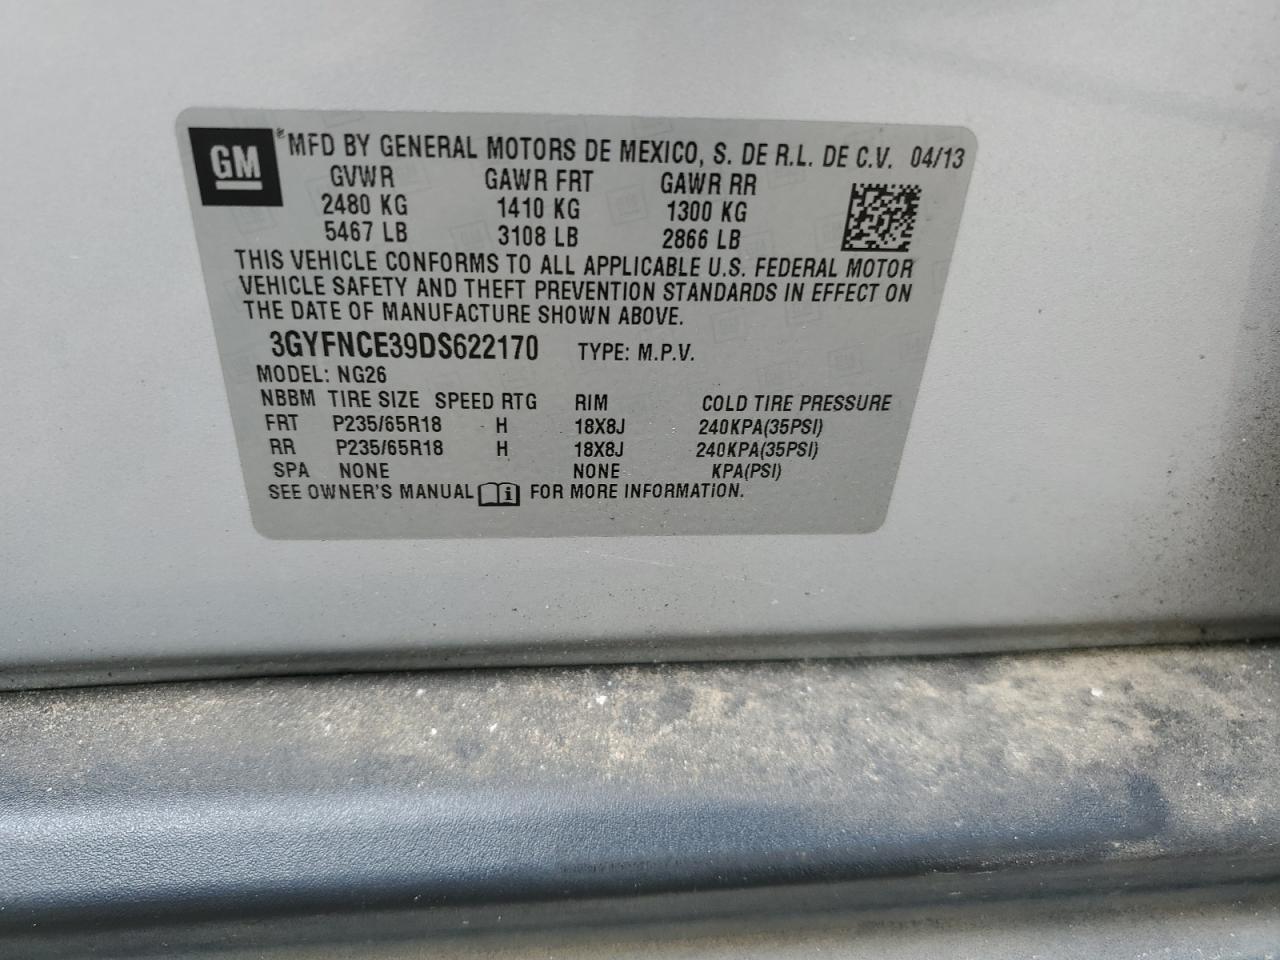 GM ® MFD BY GENERAL MOTORS DE MEXICO, S. DE R.L. DE C.V. 04/13
GVWR GAWR FRT GAWR RR
2480 KG 1410 KG 1300 KG
5467 LB 3108 LB 2866 LB
THIS VEHICLE CONFORMS TO ALL APPLICABLE U.S. FEDERAL MOTOR
VEHICLE SAFETY AND THEFT PREVENTION STANDARDS IN EFFECT ON
THE DATE OF MANUFACTURE SHOWN ABOVE.
3GYFNCE39DS622170 TYPE: M.P.V.
MODEL: NG26
NBBM TIRE SIZE SPEED RTG RIM COLD TIRE PRESSURE
FRT P235/65R18 H 18X8J 240KPA(35PSI)
RR P235/65R18 H 18X8J 240KPA(35PSI)
SPA NONE NONE KPA(PSI)
SEE OWNER'S MANUAL i FOR MORE INFORMATION.